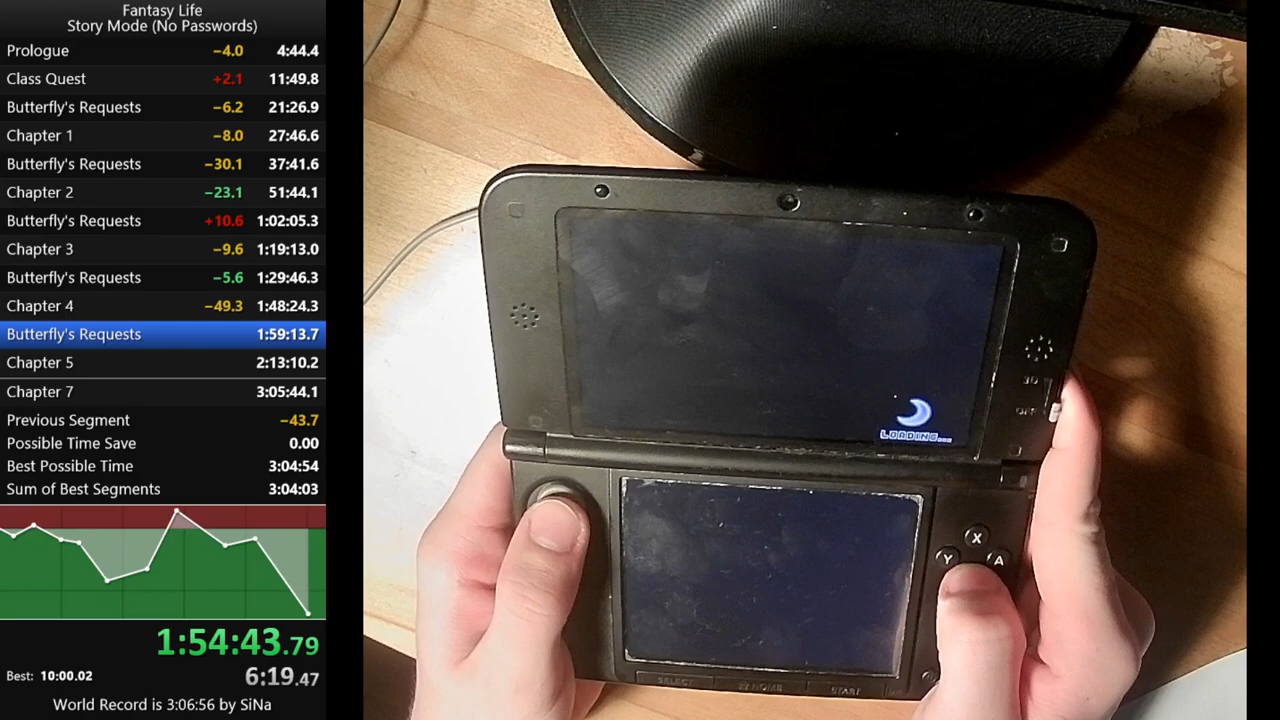 Fantasy Life
Story Mode (No Passwords)
Prologue −4.0 4:44.4
Class Quest +2.1 11:49.8
Butterfly's Requests −6.2 21:26.9
Chapter 1 −8.0 27:46.6
Butterfly's Requests −30.1 37:41.6
Chapter 2 −23.1 51:44.1
Butterfly's Requests +10.6 1:02:05.3
Chapter 3 −9.6 1:19:13.0
Butterfly's Requests −5.6 1:29:46.3
Chapter 4 −49.3 1:48:24.3
Butterfly's Requests 1:59:13.7
Chapter 5 2:13:10.2
Chapter 7 3:05:44.1
Previous Segment −43.7
Possible Time Save 0.00
Best Possible Time 3:04:54
Sum of Best Segments 3:04:03
1:54:43.79
Best: 10:00.02 6:19.47
World Record is 3:06:56 by SiNa
3D
OFF
LOADING...
X
Y A
SELECT HOME START